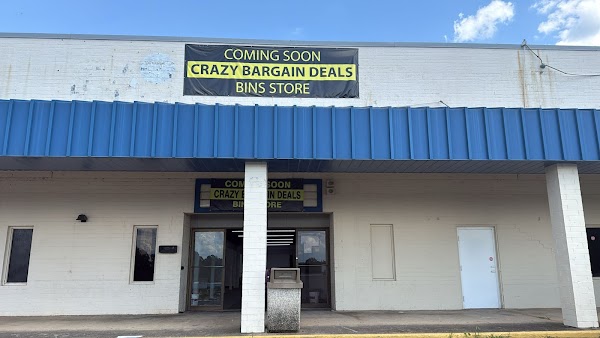 COMING SOON
CRAZY BARGAIN DEALS
BINS STORE
COMING SOON
CRAZY BARGAIN DEALS
BINS STORE